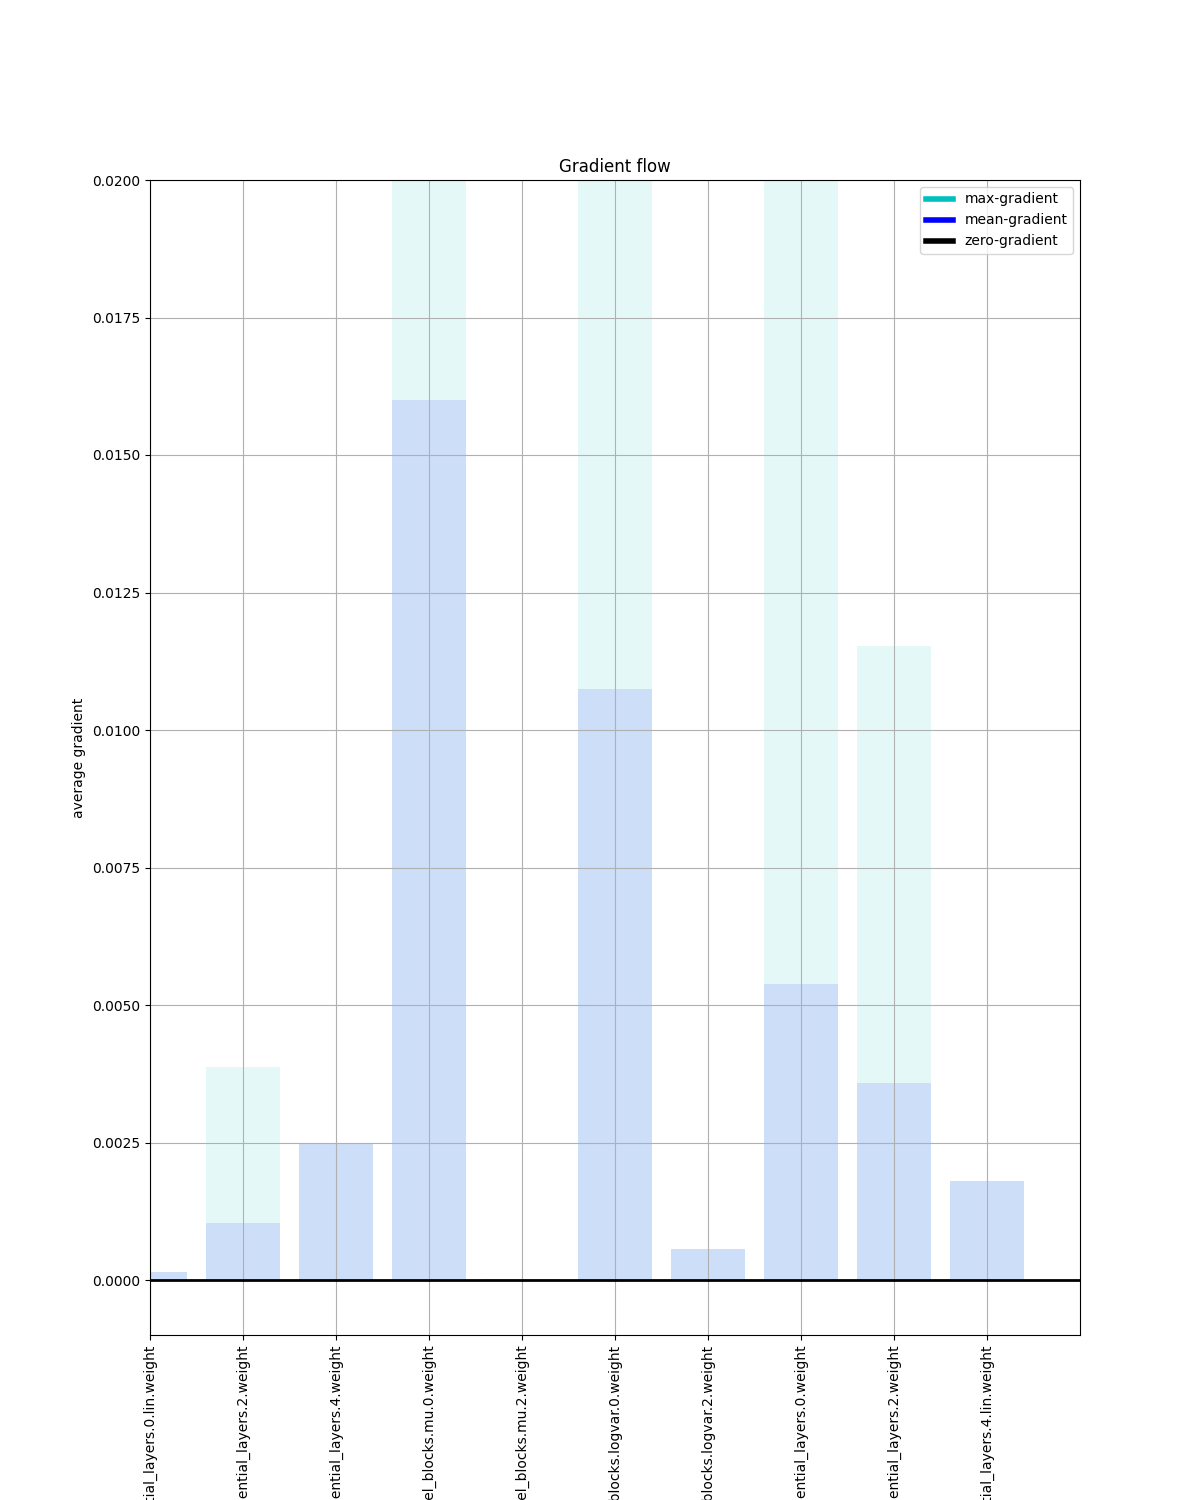 Gradient flow
max-gradient
mean-gradient
zero-gradient
average gradient
0.0200
0.0175
0.0150
0.0125
0.0100
0.0075
0.0050
0.0025
0.0000
tial_layers.0.lin.weight
ential_layers.2.weight
ential_layers.4.weight
el_blocks.mu.0.weight
el_blocks.mu.2.weight
blocks.logvar.0.weight
blocks.logvar.2.weight
ential_layers.0.weight
ential_layers.2.weight
tial_layers.4.lin.weight